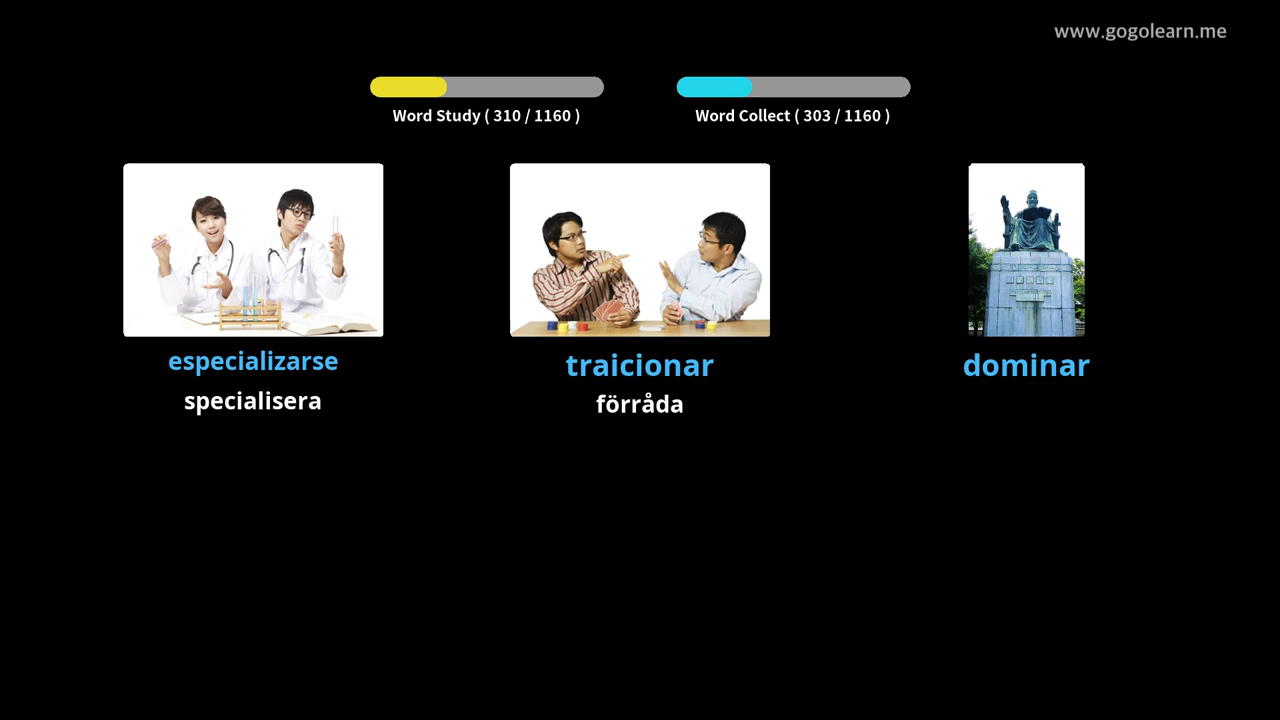 www.gogolearn.me
Word Study ( 310 / 1160 )
Word Collect ( 303 / 1160 )
especializarse
specialisera
traicionar
förråda
dominar